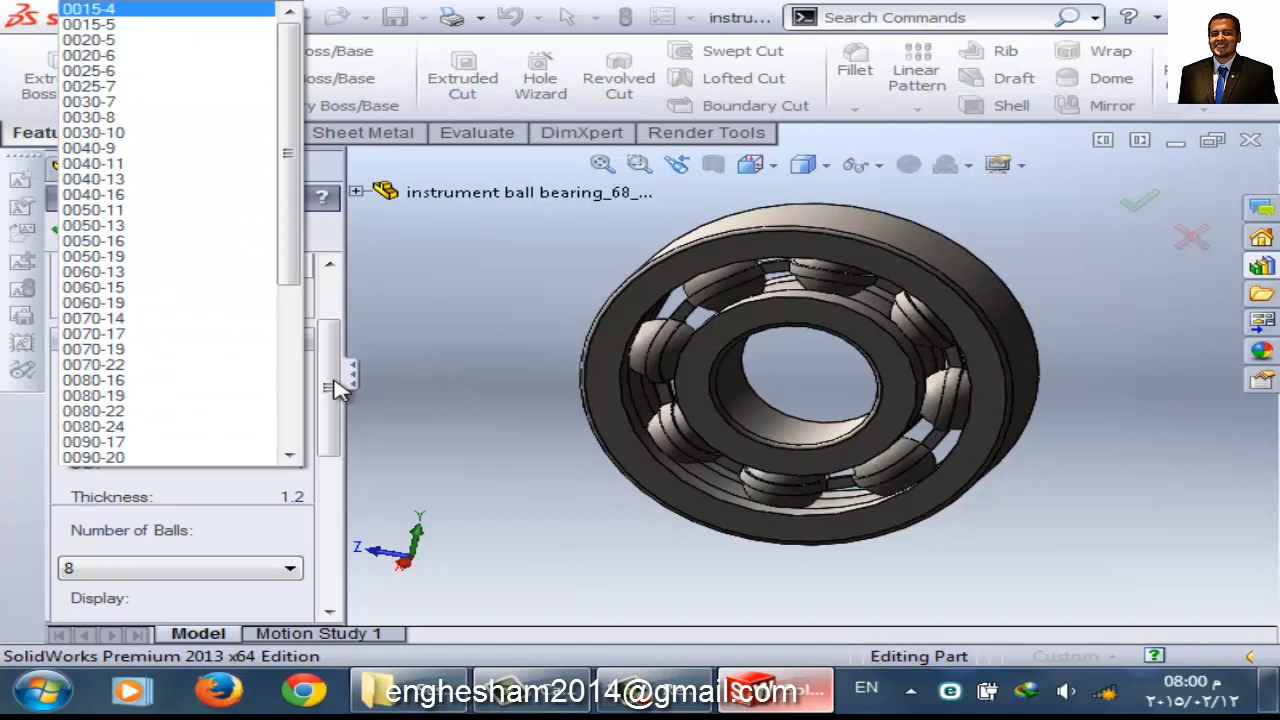 instru...
Search Commands
?
Extr
Boss
Boss/Base
Boss/Base
ry Boss/Base
Extruded
Cut
Hole
Wizard
Revolved
Cut
Swept Cut
Lofted Cut
Boundary Cut
Fillet
Linear
Pattern
Rib
Draft
Shell
Wrap
Dome
Mirror
Featu
Sheet Metal
Evaluate
DimXpert
Render Tools
instrument ball bearing_68_...
?
0015-4
0015-5
0020-5
0020-6
0025-6
0025-7
0030-7
0030-8
0030-10
0040-9
0040-11
0040-13
0040-16
0050-11
0050-13
0050-16
0050-19
0060-13
0060-15
0060-19
0070-14
0070-17
0070-19
0070-22
0080-16
0080-19
0080-22
0080-24
0090-17
0090-20
Thickness: 1.2
Number of Balls:
8
Display:
Y
Z
X
Model
Motion Study 1
SolidWorks Premium 2013 x64 Edition
Editing Part
Custom
?
enghesham2014@gmail.com
EN
08:00 م
٢٠١٥/٠٢/١٢